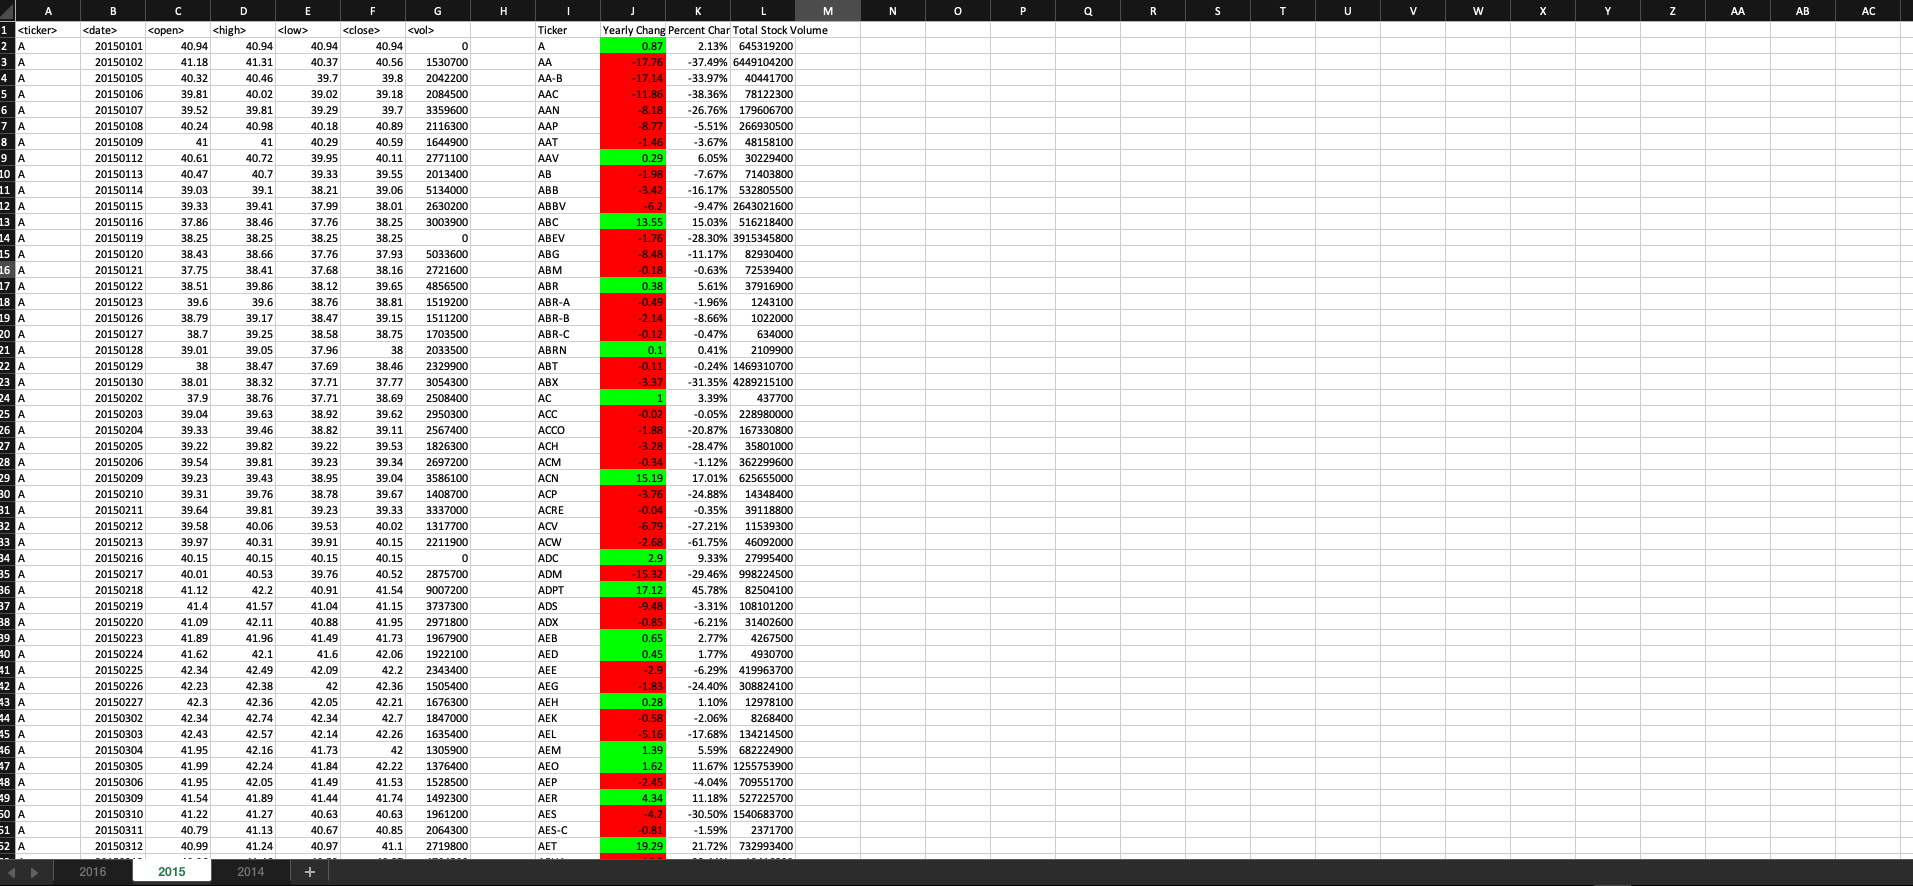 A B C D E F G H I J K L M N O P Q R S T U V W X Y Z AA AB AC
1 <ticker> <date> <open> <high> <low> <close> <vol> Ticker Yearly Chang Percent Char Total Stock Volume
2 A 20150101 40.94 40.94 40.94 40.94 0 A 0.87 2.13% 645319200
3 A 20150102 41.18 41.31 40.37 40.56 1530700 AA -17.76 -37.49% 6449104200
4 A 20150105 40.32 40.46 39.7 39.8 2042200 AA-B -17.14 -33.97% 40441700
5 A 20150106 39.81 40.02 39.02 39.18 2084500 AAC -11.86 -38.36% 78122300
6 A 20150107 39.52 39.81 39.29 39.7 3359600 AAN -8.18 -26.76% 179606700
7 A 20150108 40.24 40.98 40.18 40.89 2116300 AAP -8.77 -5.51% 266930500
8 A 20150109 41 41 40.29 40.59 1644900 AAT -1.46 -3.67% 48158100
9 A 20150112 40.61 40.72 39.95 40.11 2771100 AAV 0.29 6.05% 30229400
10 A 20150113 40.47 40.7 39.33 39.55 2013400 AB -1.98 -7.67% 71403800
11 A 20150114 39.03 39.1 38.21 39.06 5134000 ABB -3.42 -16.17% 532805500
12 A 20150115 39.33 39.41 37.99 38.01 2630200 ABBV -6.2 -9.47% 2643021600
13 A 20150116 37.86 38.46 37.76 38.25 3003900 ABC 13.55 15.03% 516218400
14 A 20150119 38.25 38.25 38.25 38.25 0 ABEV -1.76 -28.30% 3915345800
15 A 20150120 38.43 38.66 37.76 37.93 5033600 ABG -8.48 -11.17% 82930400
16 A 20150121 37.75 38.41 37.68 38.16 2721600 ABM -0.18 -0.63% 72539400
17 A 20150122 38.51 39.86 38.12 39.65 4856500 ABR 0.38 5.61% 37916900
18 A 20150123 39.6 39.6 38.76 38.81 1519200 ABR-A -0.49 -1.96% 1243100
19 A 20150126 38.79 39.17 38.47 39.15 1511200 ABR-B -2.14 -8.66% 1022000
20 A 20150127 38.7 39.25 38.58 38.75 1703500 ABR-C -0.12 -0.47% 634000
21 A 20150128 39.01 39.05 37.96 38 2033500 ABRN 0.1 0.41% 2109900
22 A 20150129 38 38.47 37.69 38.46 2329900 ABT -0.11 -0.24% 1469310700
23 A 20150130 38.01 38.32 37.71 37.77 3054300 ABX -3.37 -31.35% 4289215100
24 A 20150202 37.9 38.76 37.71 38.69 2508400 AC 1 3.39% 437700
25 A 20150203 39.04 39.63 38.92 39.62 2950300 ACC -0.02 -0.05% 228980000
26 A 20150204 39.33 39.46 38.82 39.11 2567400 ACCO -1.88 -20.87% 167330800
27 A 20150205 39.22 39.82 39.22 39.53 1826300 ACH -3.28 -28.47% 35801000
28 A 20150206 39.54 39.81 39.23 39.34 2697200 ACM -0.34 -1.12% 362299600
29 A 20150209 39.23 39.43 38.95 39.04 3586100 ACN 15.19 17.01% 625655000
30 A 20150210 39.31 39.76 38.78 39.67 1408700 ACP -3.76 -24.88% 14348400
31 A 20150211 39.64 39.81 39.23 39.33 3337000 ACRE -0.04 -0.35% 39118800
32 A 20150212 39.58 40.06 39.53 40.02 1317700 ACV -6.79 -27.21% 11539300
33 A 20150213 39.97 40.31 39.91 40.15 2211900 ACW -2.68 -61.75% 46092000
34 A 20150216 40.15 40.15 40.15 40.15 0 ADC 2.9 9.33% 27995400
35 A 20150217 40.01 40.53 39.76 40.52 2875700 ADM -15.32 -29.46% 998224500
36 A 20150218 41.12 42.2 40.91 41.54 9007200 ADPT 17.12 45.78% 82504100
37 A 20150219 41.4 41.57 41.04 41.15 3737300 ADS -9.48 -3.31% 108101200
38 A 20150220 41.09 42.11 40.88 41.95 2971800 ADX -0.85 -6.21% 31402600
39 A 20150223 41.89 41.96 41.49 41.73 1967900 AEB 0.65 2.77% 4267500
40 A 20150224 41.62 42.1 41.6 42.06 1922100 AED 0.45 1.77% 4930700
41 A 20150225 42.34 42.49 42.09 42.2 2343400 AEE -2.9 -6.29% 419963700
42 A 20150226 42.23 42.38 42 42.36 1505400 AEG -1.83 -24.40% 308824100
43 A 20150227 42.3 42.36 42.05 42.21 1676300 AEH 0.28 1.10% 12978100
44 A 20150302 42.34 42.74 42.34 42.7 1847000 AEK -0.58 -2.06% 8268400
45 A 20150303 42.43 42.57 42.14 42.26 1635400 AEL -5.16 -17.68% 134214500
46 A 20150304 41.95 42.16 41.73 42 1305900 AEM 1.39 5.59% 682224900
47 A 20150305 41.99 42.24 41.84 42.22 1376400 AEO 1.62 11.67% 1255753900
48 A 20150306 41.95 42.05 41.49 41.53 1528500 AEP -2.45 -4.04% 709551700
49 A 20150309 41.54 41.89 41.44 41.74 1492300 AER 4.34 11.18% 527225700
50 A 20150310 41.22 41.27 40.63 40.63 1961200 AES -4.2 -30.50% 1540683700
51 A 20150311 40.79 41.13 40.67 40.85 2064300 AES-C -0.81 -1.59% 2371700
52 A 20150312 40.99 41.24 40.97 41.1 2719800 AET 19.29 21.72% 732993400
2016 2015 2014 +